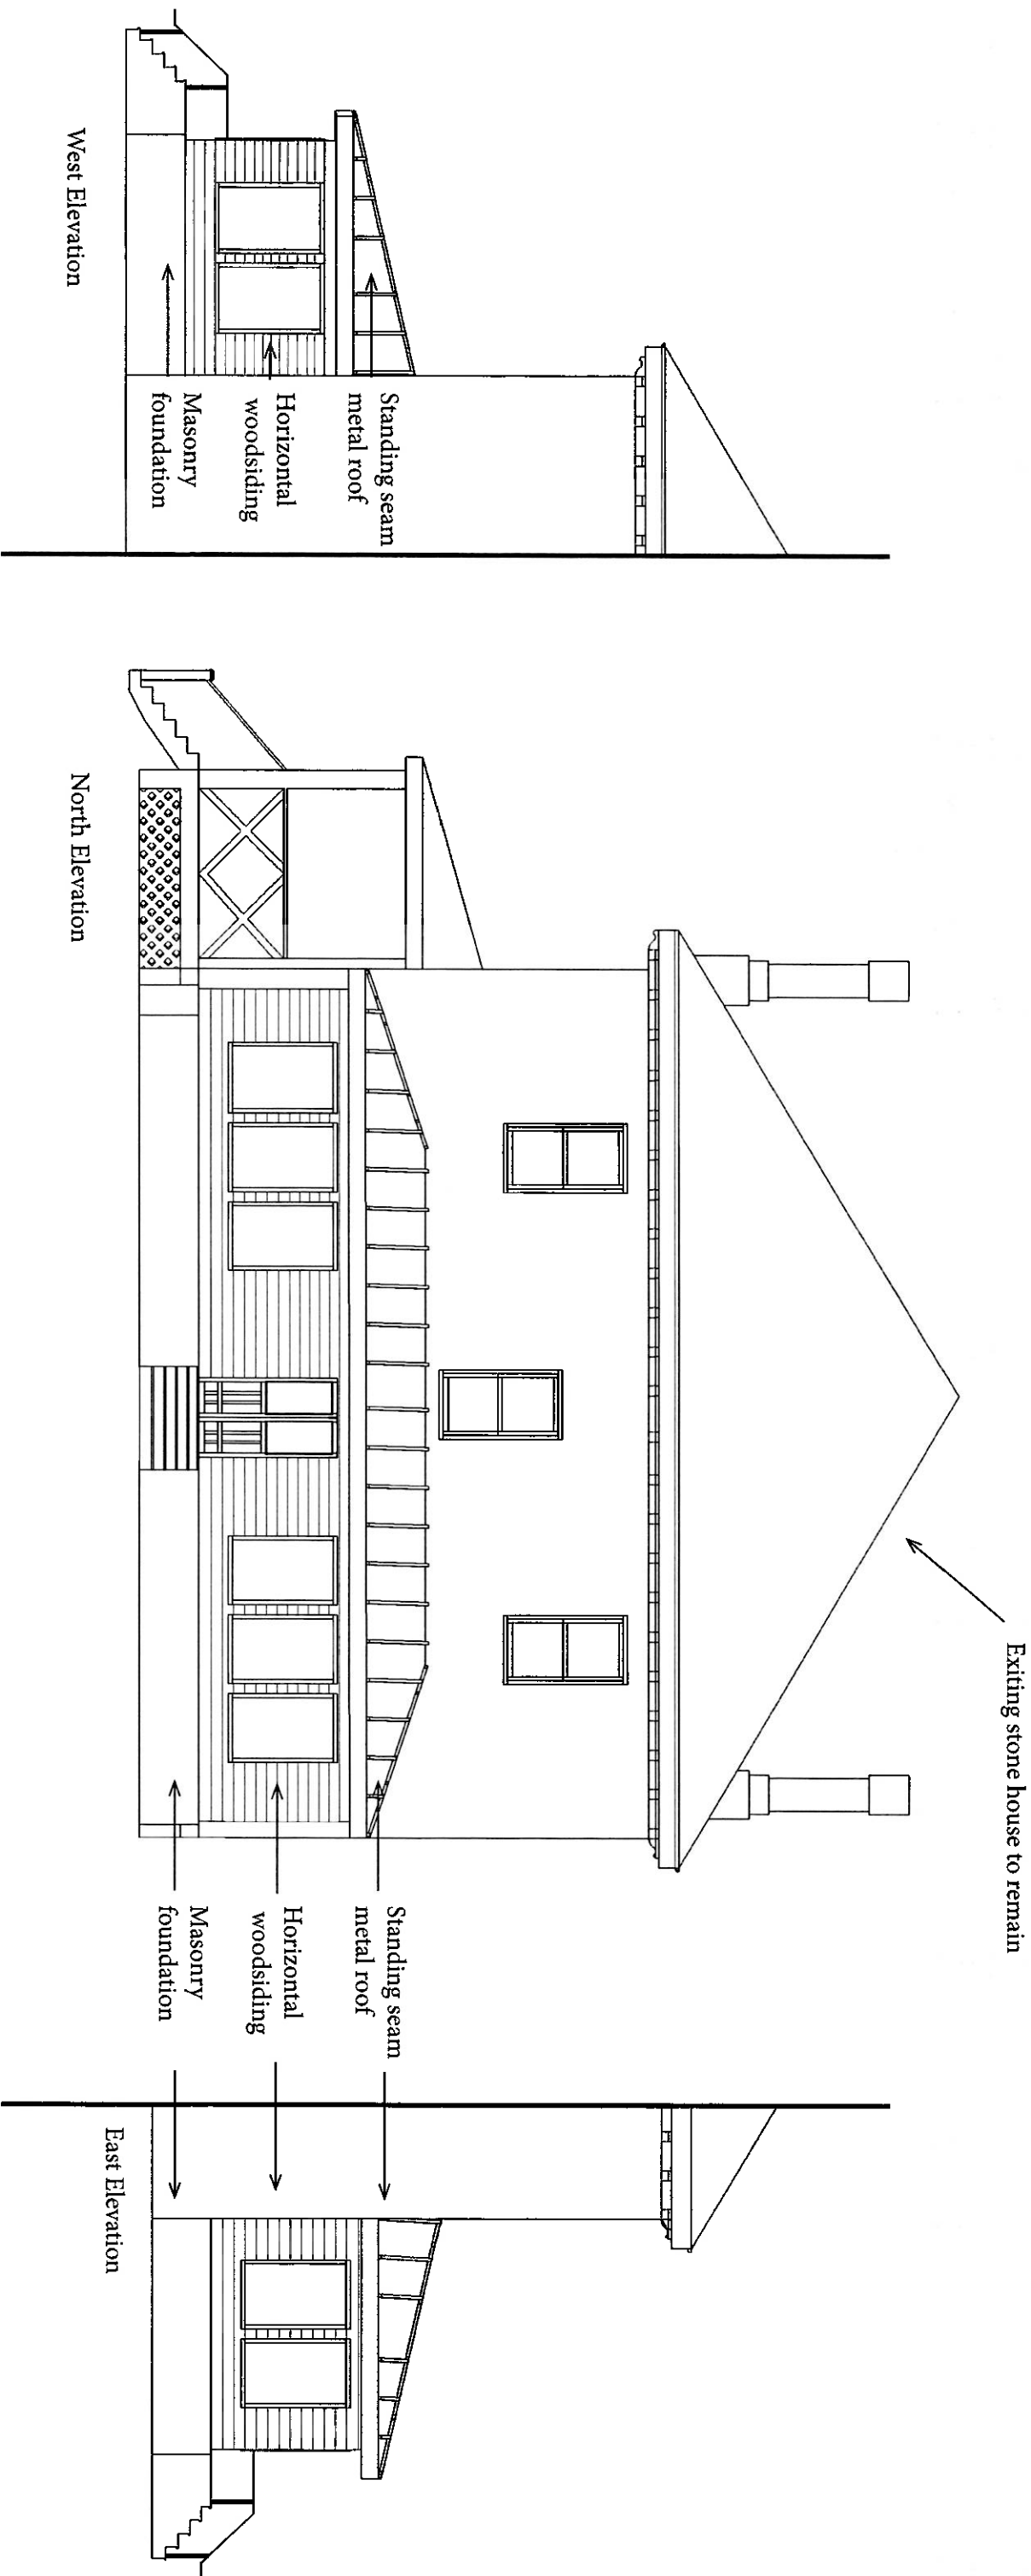 Exiting stone house to remain
Standing seam
metal roof
Horizontal
woodsiding
Masonry
foundation
West Elevation
Standing seam
metal roof
Horizontal
woodsiding
Masonry
foundation
North Elevation
East Elevation